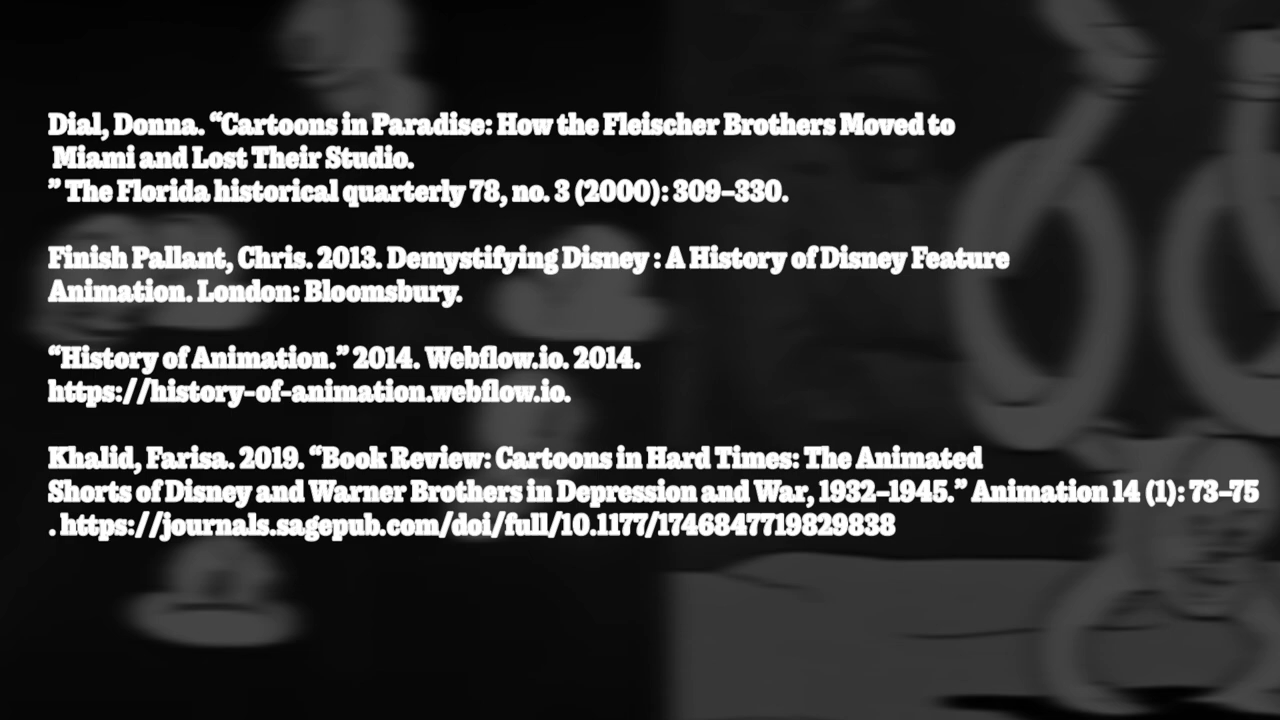 Dial, Donna. “Cartoons in Paradise: How the Fleischer Brothers Moved to
Miami and Lost Their Studio.
” The Florida historical quarterly 78, no. 3 (2000): 309–330.
Finish Pallant, Chris. 2013. Demystifying Disney : A History of Disney Feature
Animation. London: Bloomsbury.
“History of Animation.” 2014. Webflow.io. 2014.
https://history-of-animation.webflow.io.
Khalid, Farisa. 2019. “Book Review: Cartoons in Hard Times: The Animated
Shorts of Disney and Warner Brothers in Depression and War, 1932–1945.” Animation 14 (1): 73–75
. https://journals.sagepub.com/doi/full/10.1177/1746847719829838